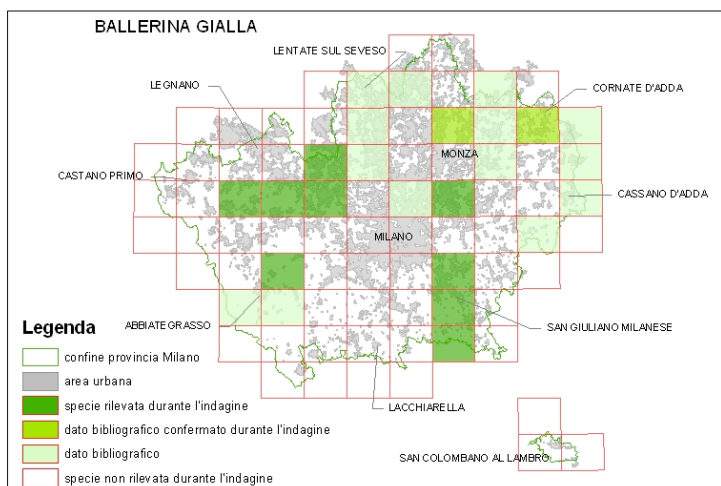 BALLERINA GIALLA
LENTATE SUL SEVESO
LEGNANO
CORNATE D'ADDA
MONZA
CASTANO PRIMO
CASSANO D'ADDA
MILANO
ABBIATEGRASSO
SAN GIULIANO MILANESE
LACCHIARELLA
SAN COLOMBANO AL LAMBRO
Legenda
confine provincia Milano
area urbana
specie rilevata durante l'indagine
dato bibliografico confermato durante l'indagine
dato bibliografico
specie non rilevata durante l'indagine